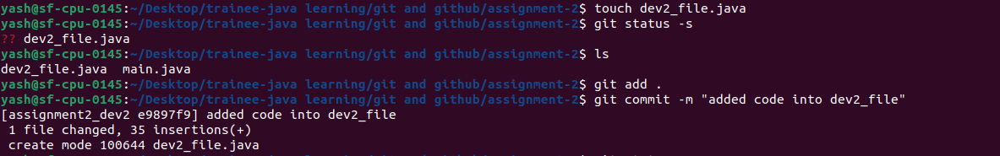 yash@sf-cpu-0145:~/Desktop/trainee-java learning/git and github/assignment-2$ touch dev2_file.java
yash@sf-cpu-0145:~/Desktop/trainee-java learning/git and github/assignment-2$ git status -s
?? dev2_file.java
yash@sf-cpu-0145:~/Desktop/trainee-java learning/git and github/assignment-2$ ls
dev2_file.java  main.java
yash@sf-cpu-0145:~/Desktop/trainee-java learning/git and github/assignment-2$ git add .
yash@sf-cpu-0145:~/Desktop/trainee-java learning/git and github/assignment-2$ git commit -m "added code into dev2_file"
[assignment2_dev2 e9897f9] added code into dev2_file
 1 file changed, 35 insertions(+)
 create mode 100644 dev2_file.java